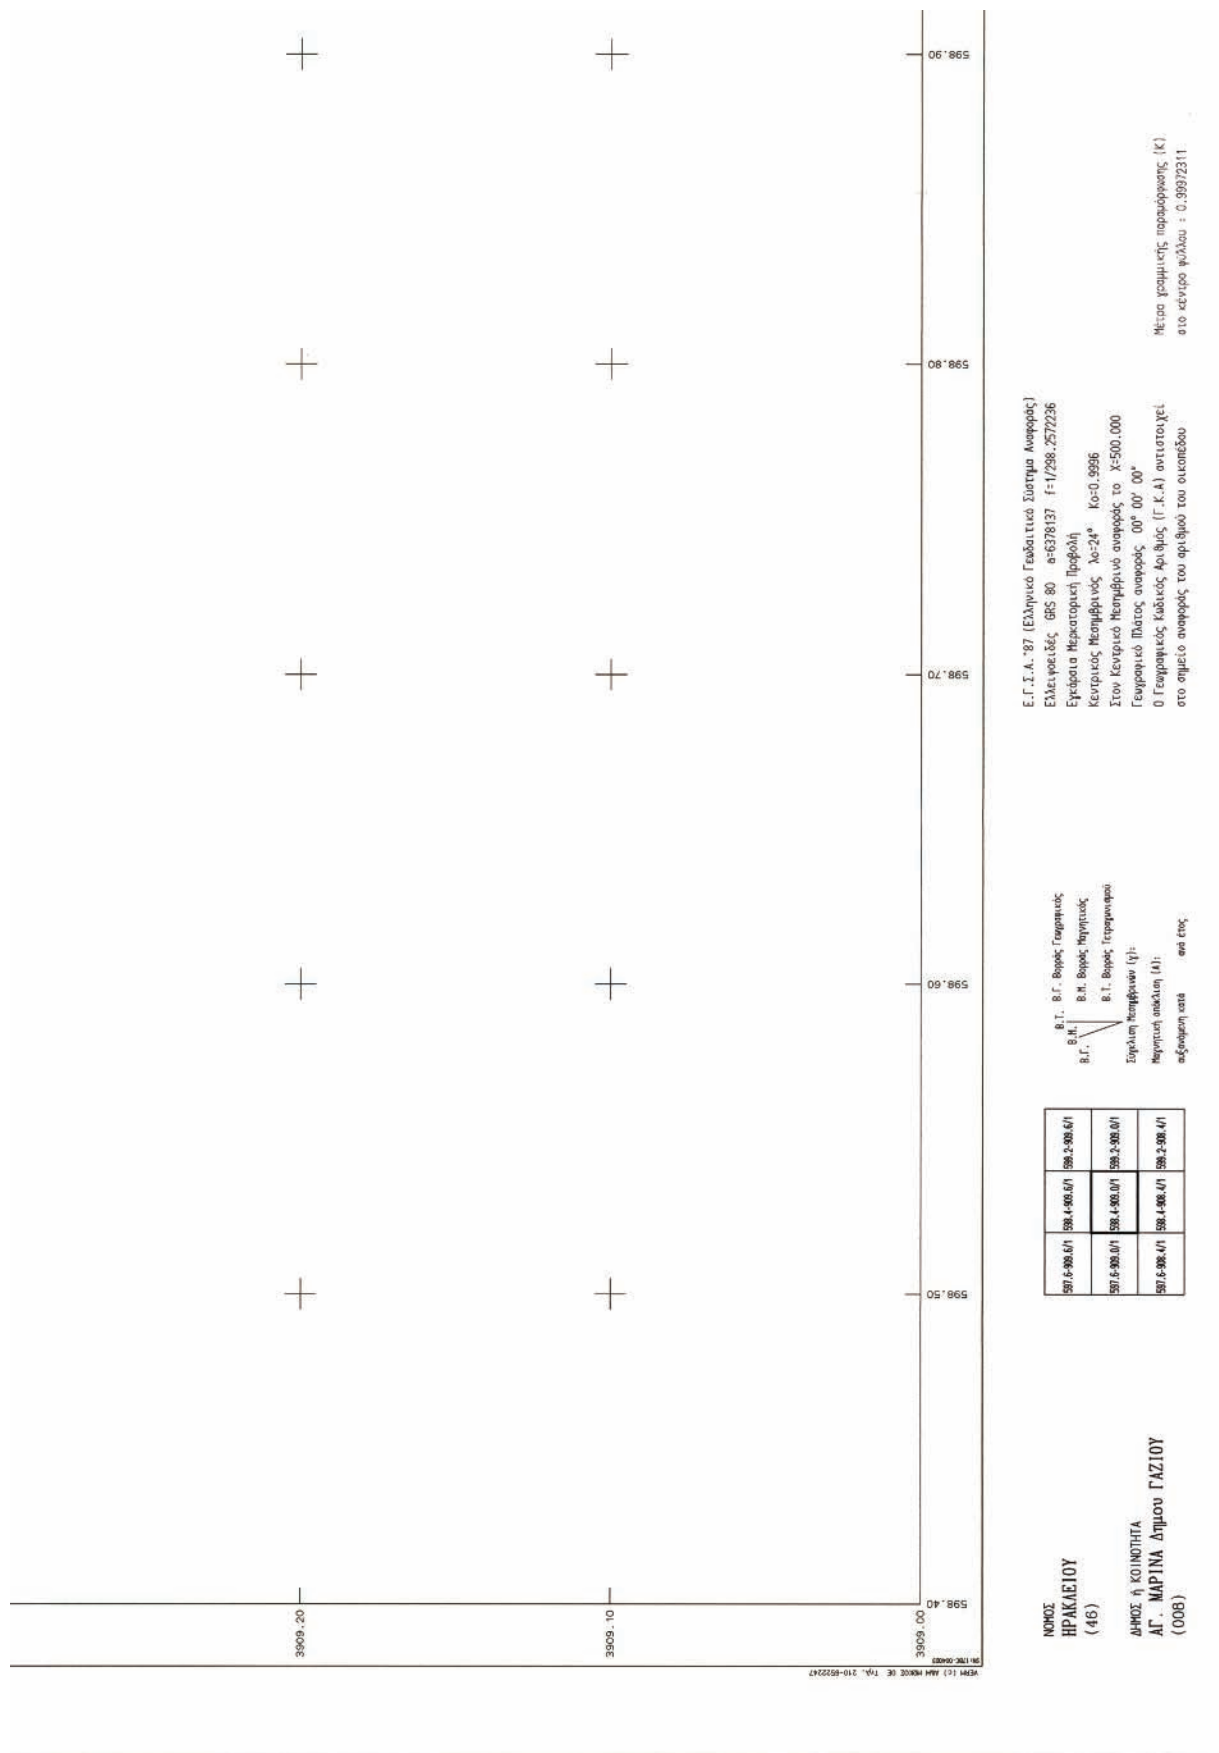 3909.20
3909.10
3909.00
598.40
598.50
598.60
598.70
598.80
598.90
ΝΟΜΟΣ
ΗΡΑΚΛΕΙΟΥ
(46)
ΔΗΜΟΣ ή ΚΟΙΝΟΤΗΤΑ
ΑΓ. ΜΑΡΙΝΑ Δημου ΓΑΖΙΟΥ
(008)
597.6-909.6/1 598.4-909.6/1 599.2-909.6/1
597.6-909.0/1 598.4-909.0/1 599.2-909.0/1
597.6-908.4/1 598.4-908.4/1 599.2-908.4/1
Β.Τ.
Β.Μ.
Β.Γ.
Β.Γ. Βορράς Γεωγραφικός
Β.Μ. Βορράς Μαγνητικός
Β.Τ. Βορράς Τετραγωνισμού
Σύγκλιση Μεσημβρινών (γ):
Μαγνητική απόκλιση (Α):
αυξανόμενη κατά ανά έτος
Ε.Γ.Σ.Α.'87 (Ελληνικό Γεωδαιτικό Σύστημα Αναφοράς)
Ελλειψοειδές GRS 80 a=6378137 f=1/298.2572236
Εγκάρσια Μερκατορική Προβολή
Κεντρικός Μεσημβρινός λο=24° Κο=0.9996
Στον Κεντρικό Μεσημβρινό αναφοράς το Χ=500.000
Γεωγραφικό Πλάτος αναφοράς 00° 00' 00"
Ο Γεωγραφικός Κωδικός Αριθμός (Γ.Κ.Α) αντιστοιχεί
στο σημείο αναφοράς του αριθμού του οικοπέδου
Μέτρο γραμμικής παραμόρφωσης (Κ)
στο κέντρο φύλλου : 0.99972311